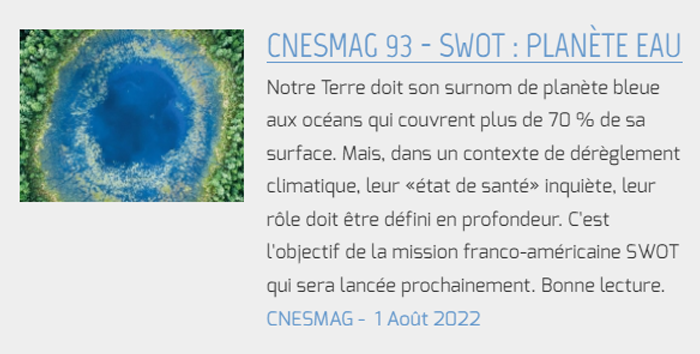 CNESMAG 93 - SWOT : PLANÈTE EAU
Notre Terre doit son surnom de planète bleue
aux océans qui couvrent plus de 70 % de sa
surface. Mais, dans un contexte de dérèglement
climatique, leur «état de santé» inquiète, leur
rôle doit être défini en profondeur. C'est
l'objectif de la mission franco-américaine SWOT
qui sera lancée prochainement. Bonne lecture.
CNESMAG - 1 Août 2022